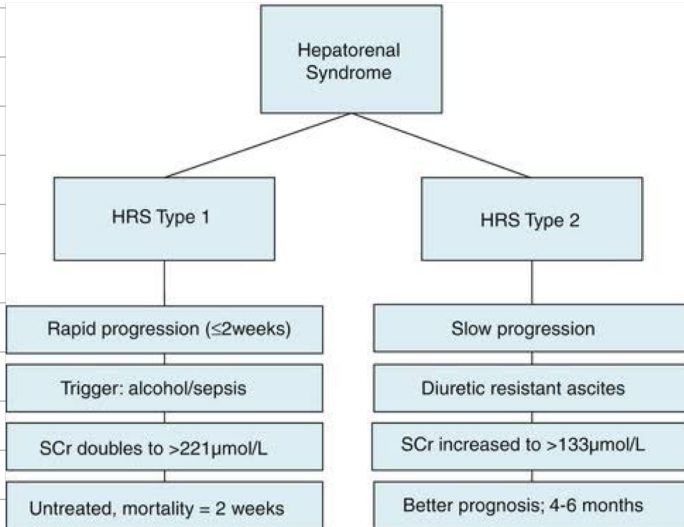 Hepatorenal
Syndrome
HRS Type 1
HRS Type 2
Rapid progression (≤2weeks)
Slow progression
Trigger: alcohol/sepsis
Diuretic resistant ascites
SCr doubles to >221μmol/L
SCr increased to >133μmol/L
Untreated, mortality = 2 weeks
Better prognosis; 4-6 months